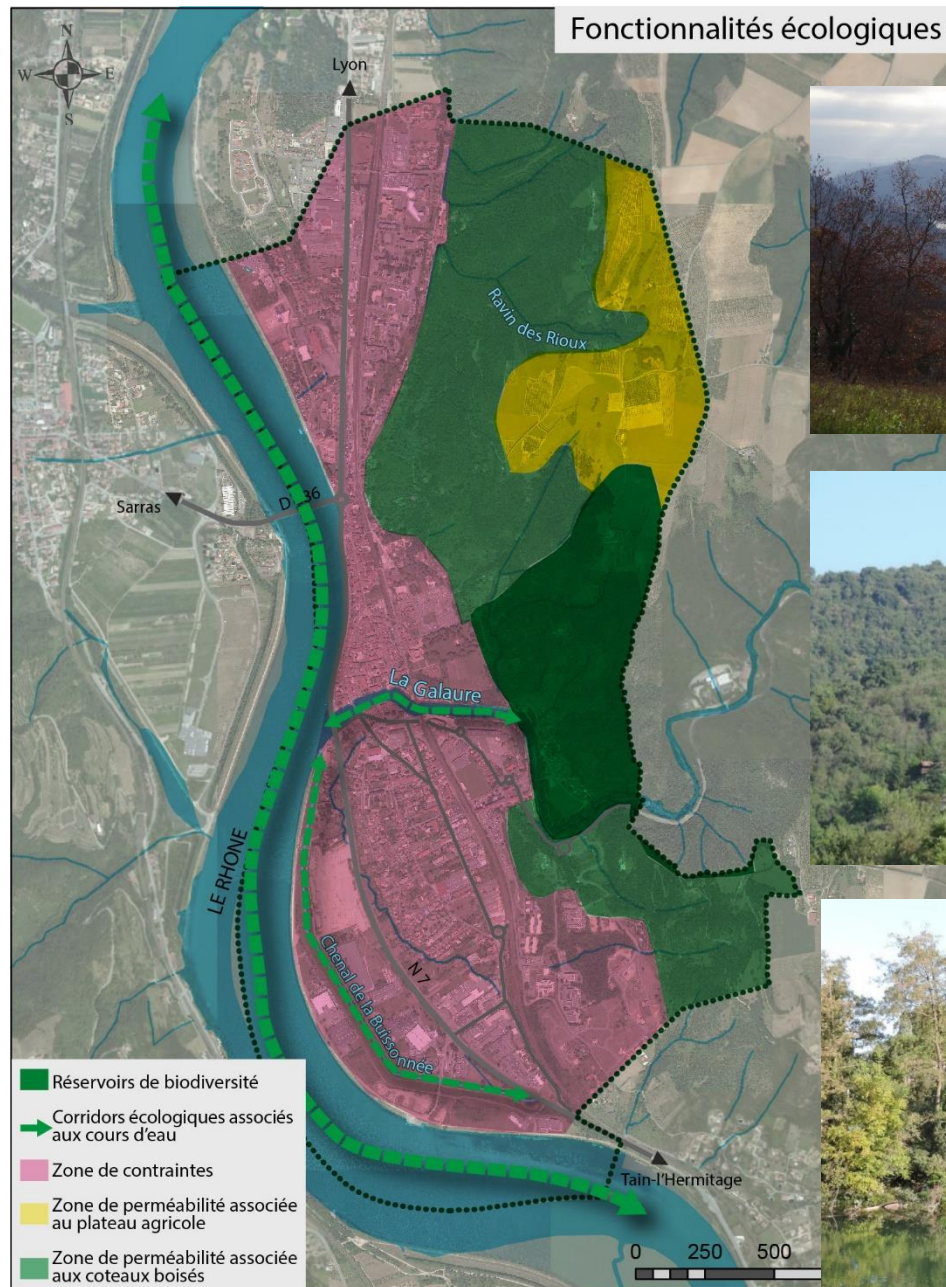 Fonctionnalités écologiques
N
W
E
S
Lyon
Ravin des Rioux
D 86
Sarras
La Galaure
LE RHONE
Chenal de la Buissonnée
N 7
Tain-l'Hermitage
Réservoirs de biodiversité
Corridors écologiques associés
aux cours d'eau
Zone de contraintes
Zone de perméabilité associée
au plateau agricole
Zone de perméabilité associée
aux coteaux boisés
0 250 500